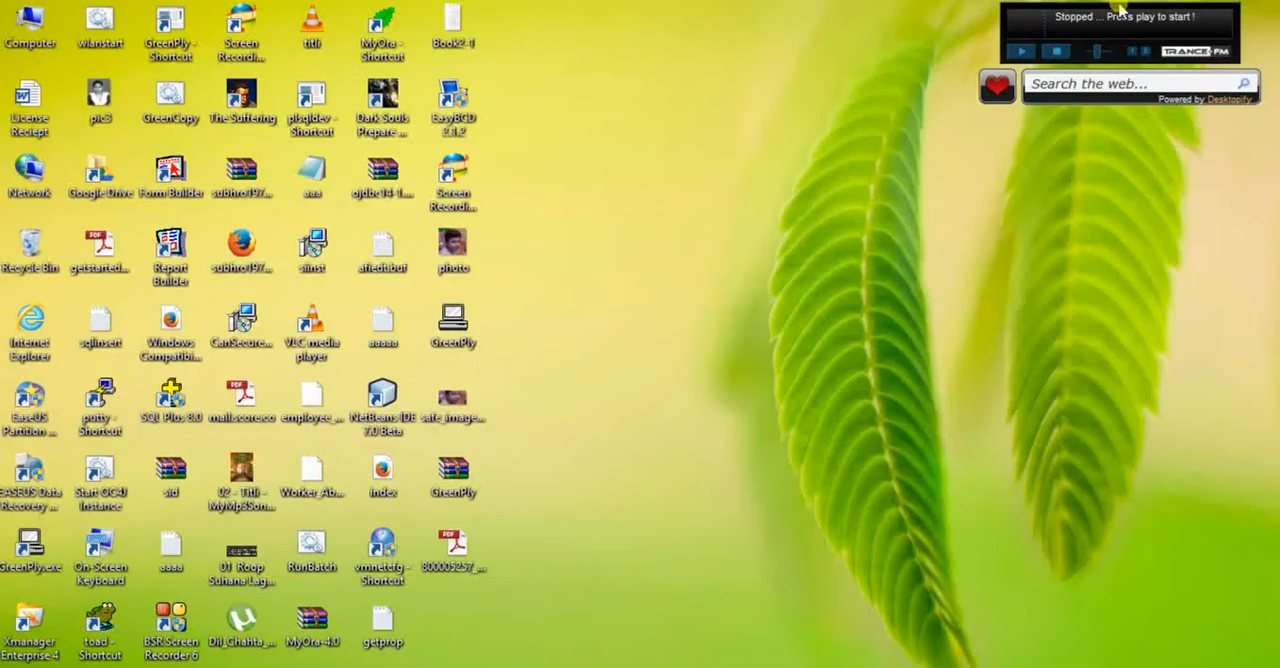 Stopped ... Press play to start !
TRANCE.FM
Search the web...
Powered by Desktopify
Computer
wlanstart
GreenPly - Shortcut
Screen Recordi...
titli
MyOra - Shortcut
Book2-1
License Reciept
pic3
GreenCopy
The Suffering
plsqldev - Shortcut
Dark Souls Prepare ...
EasyBCD 2.1.2
Network
Google Drive
Form Builder
subhro197...
aaa
ojdbc14-1....
Screen Recordi...
Recycle Bin
getstarted...
Report Builder
subhro197...
siinst
afiedt.buf
photo
Internet Explorer
sqlinsert
Windows Compatibi...
CanSecure...
VLC media player
aaaaa
GreenPly
EaseUS Partition ...
putty - Shortcut
SQL Plus 8.0
mail.score.co
employee_...
NetBeans IDE 7.0 Beta
safe_image...
EASEUS Data Recovery ...
Start OC4J Instance
sid
02 - Titli - MyMp3Son...
Worker_Ab...
index
GreenPly
GreenPly.exe
On-Screen Keyboard
aaaa
01 Roop Suhana Lag...
RunBatch
vmnetcfg - Shortcut
800005257_...
Xmanager Enterprise 4
toad - Shortcut
BSR Screen Recorder 6
Dil_Chahta_...
MyOra-4.0
getprop